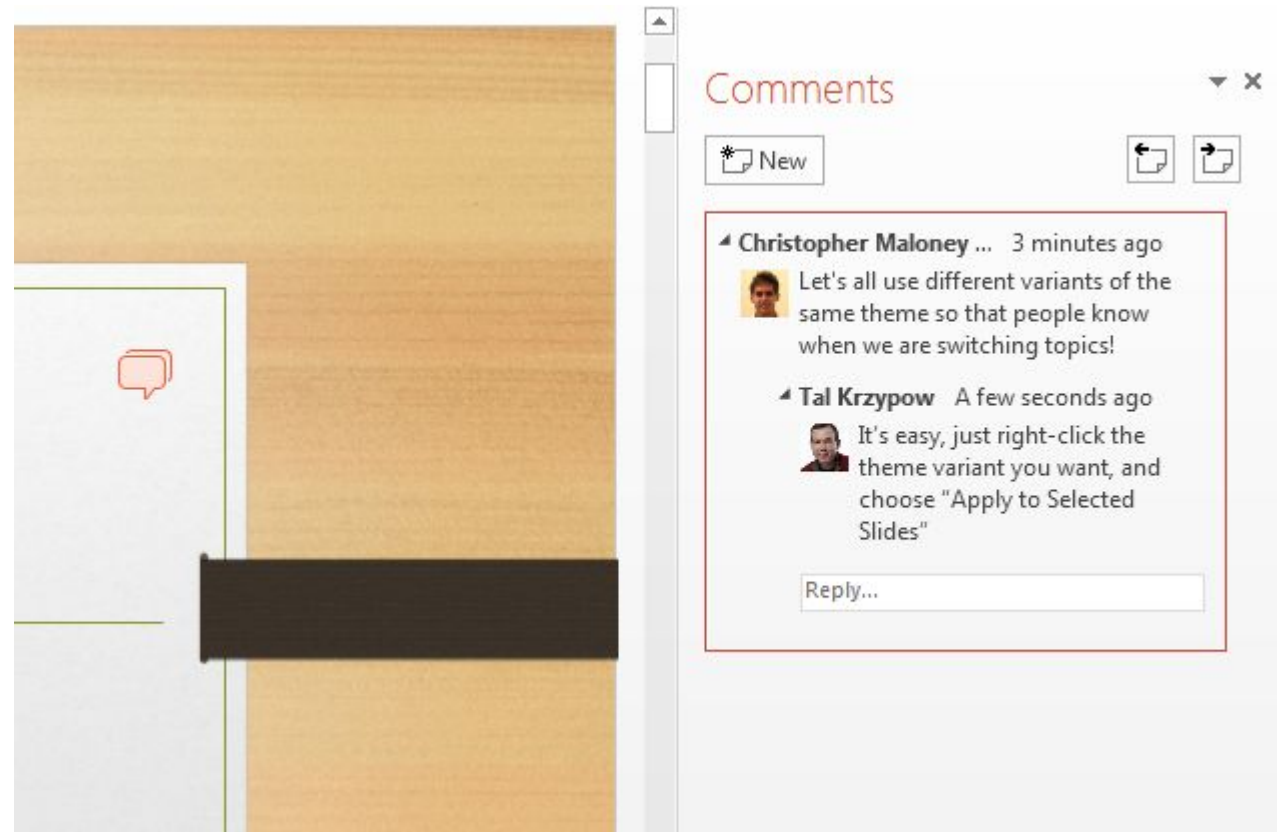 Comments
New
Christopher Maloney ... 3 minutes ago
Let's all use different variants of the
same theme so that people know
when we are switching topics!
Tal Krzypow A few seconds ago
It's easy, just right-click the
theme variant you want, and
choose “Apply to Selected
Slides”
Reply...